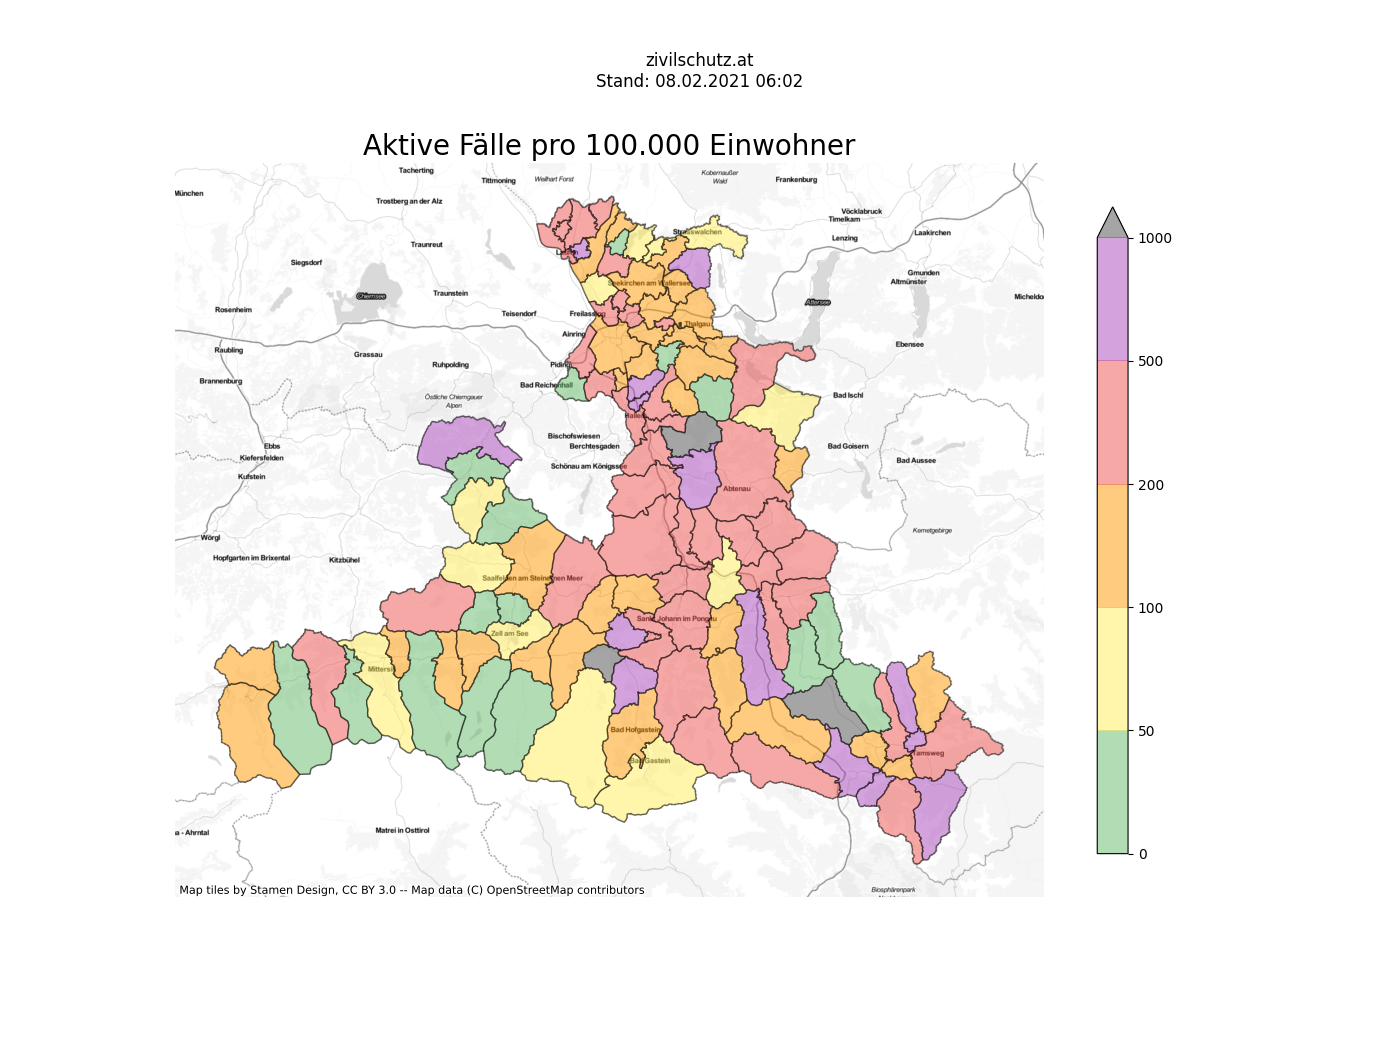 zivilschutz.at
Stand: 08.02.2021 06:02
Aktive Fälle pro 100.000 Einwohner
Tacherting
Tittmoning
Weilhart Forst
Kobernaußer
Wald
Frankenburg
München
Trostberg an der Alz
Vöcklabruck
Timelkam
Laakirchen
Strasswalchen
Lenzing
Traunreut
Siegsdorf
Gmunden
Altmünster
Seekirchen am Wallersee
Chiemsee
Traunstein
Attersee
Micheldo
Rosenheim
Teisendorf
Freilassing
Thalgau
Ainring
Ebensee
Raubling
Grassau
Ruhpolding
Piding
Brannenburg
Bad Reichenhall
Östliche Chiemgauer
Alpen
Bad Ischl
Hallein
Bischofswiesen
Berchtesgaden
Bad Goisern
Ebbs
Kiefersfelden
Schönau am Königssee
Bad Aussee
Kufstein
Abtenau
Kemetgebirge
Wörgl
Hopfgarten im Brixental
Kitzbühel
Saalfelden am Steinernen Meer
Sankt Johann im Pongau
Zell am See
Mittersill
Bad Hofgastein
Bad Gastein
Tamsweg
a - Ahrntal
Matrei in Osttirol
Biosphärenpark
Map tiles by Stamen Design, CC BY 3.0 -- Map data (C) OpenStreetMap contributors
1000
500
200
100
50
0